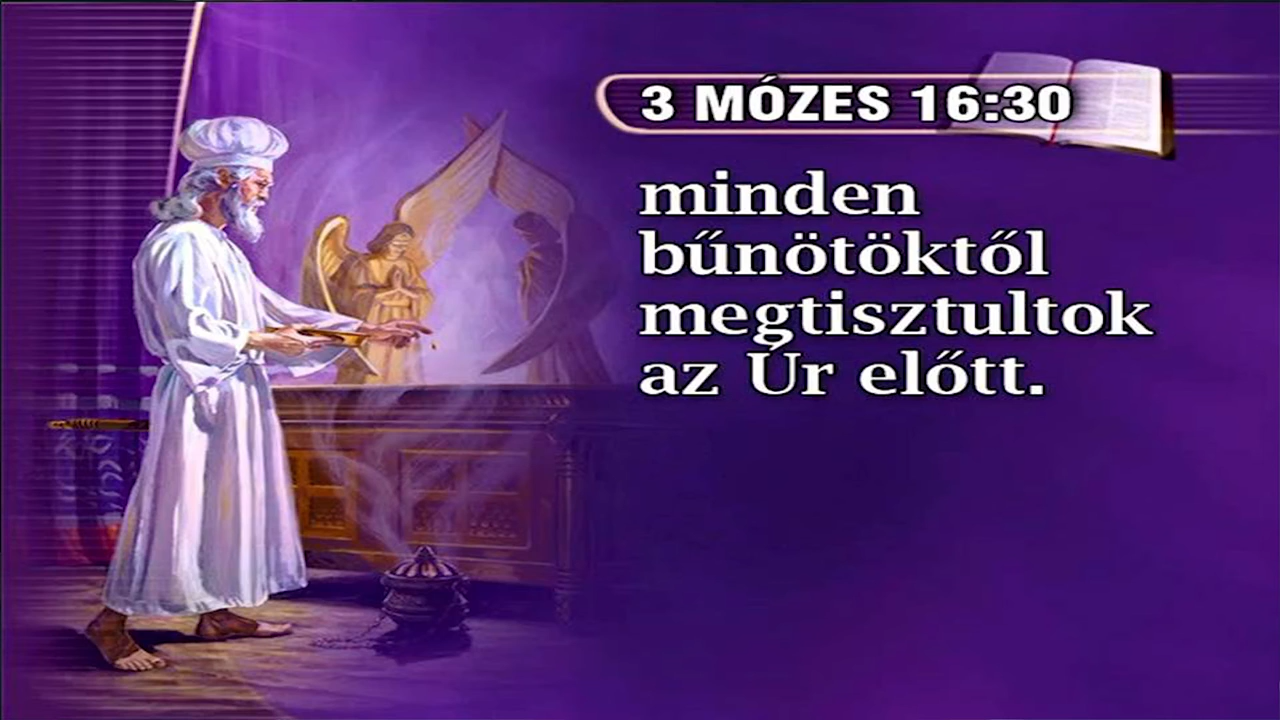 3 MÓZES 16:30
minden
bűnötöktől
megtisztultok
az Úr előtt.